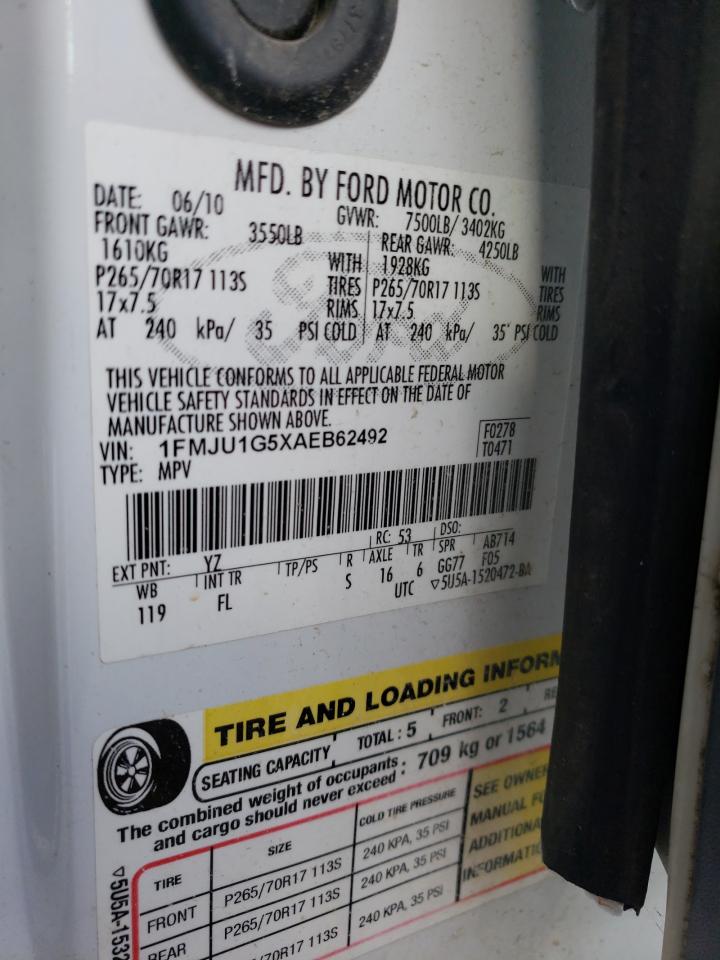 MFD. BY FORD MOTOR CO.
DATE: 06/10 GVWR: 7500LB/ 3402KG
FRONT GAWR: 3550LB REAR GAWR: 4250LB
1610KG WITH 1928KG WITH
P265/70R17 113S TIRES P265/70R17 113S TIRES
17x7.5 RIMS 17x7.5 RIMS
AT 240 kPa/ 35 PSI COLD AT 240 kPa/ 35 PSI COLD
THIS VEHICLE CONFORMS TO ALL APPLICABLE FEDERAL MOTOR
VEHICLE SAFETY STANDARDS IN EFFECT ON THE DATE OF
MANUFACTURE SHOWN ABOVE.
VIN: 1FMJU1G5XAEB62492 F0278
TYPE: MPV T0471
EXT PNT: YZ RC: 53 DSO:
WB INT TR TP/PS R AXLE TR SPR AB714
119 FL S 16 6 GG77 F05
UTC ▽5U5A-1520472-BA
TIRE AND LOADING INFORM
SEATING CAPACITY TOTAL: 5 FRONT: 2 RE
The combined weight of occupants
and cargo should never exceed : 709 kg or 1564
TIRE SIZE COLD TIRE PRESSURE SEE OWNER
FRONT P265/70R17 113S 240 KPA, 35 PSI MANUAL FO
REAR P265/70R17 113S 240 KPA, 35 PSI ADDITIONA
P265/70R17 113S 240 KPA, 35 PSI INFORMATIO
▽5U5A-1532